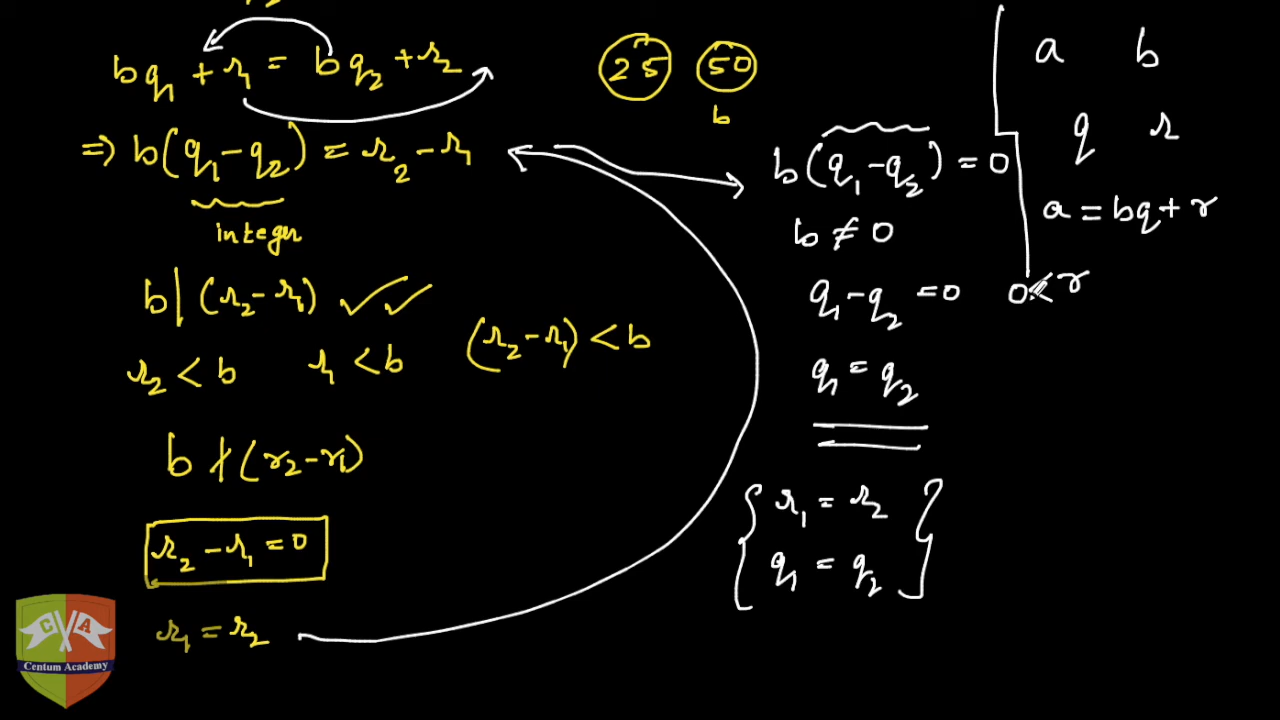 bq₁ + r₁ = bq₂ + r₂
⇒ b(q₁ - q₂) = r₂ - r₁
integer
b | (r₂ - r₁) ✓✓
r₂ < b r₁ < b (r₂ - r₁) < b
b ∤ (r₂ - r₁)
r₂ - r₁ = 0
r₁ = r₂
25 50
b
b(q₁ - q₂) = 0
b ≠ 0
q₁ - q₂ = 0
q₁ = q₂
r₁ = r₂
q₁ = q₂
a b
q r
a = bq + r
0 < r
C A
Centum Academy